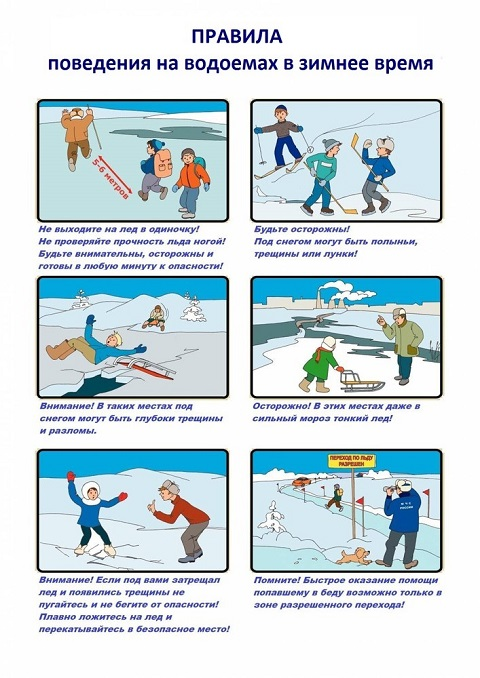 ПРАВИЛА
поведения на водоемах в зимнее время
5-6 метров
Не выходите на лед в одиночку!
Не проверяйте прочность льда ногой!
Будьте внимательны, осторожны и
готовы в любую минуту к опасности!
Будьте осторожны!
Под снегом могут быть полыньи,
трещины или лунки!
Внимание! В таких местах под
снегом могут быть глубоки трещины
и разломы.
Осторожно! В этих местах даже в
сильный мороз тонкий лед!
ПЕРЕХОД ПО ЛЬДУ
РАЗРЕШЕН
МЧС
РОССИИ
Внимание! Если под вами затрещал
лед и появились трещины не
пугайтесь и не бегите от опасности!
Плавно ложитесь на лед и
перекатывайтесь в безопасное место!
Помните! Быстрое оказание помощи
попавшему в беду возможно только в
зоне разрешенного перехода!